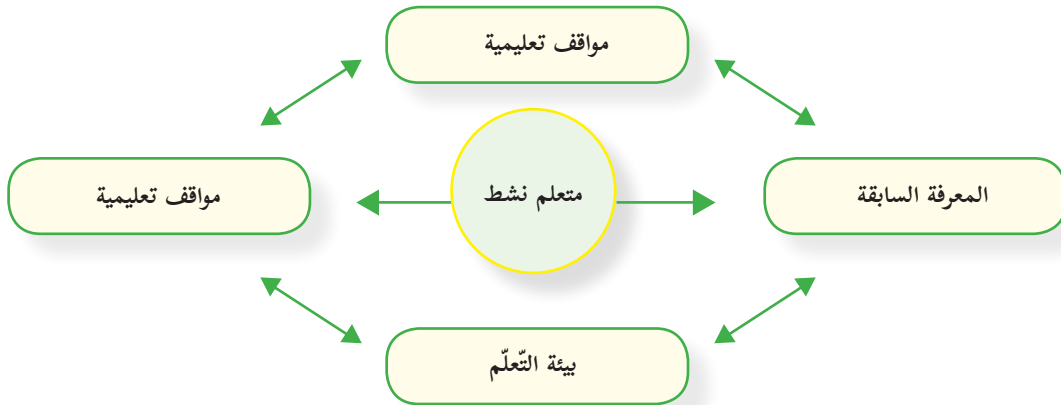 مواقف تعليمية
المعرفة السابقة
متعلم نشط
مواقف تعليمية
بيئة التّعلّم